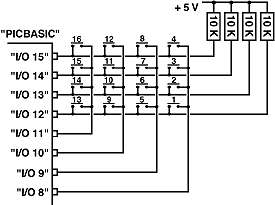 + 5 V
10K 10K 10K 10K
"PICBASIC"
16 12 8 4
"I/O 15"
15 11 7 3
"I/O 14"
14 10 6 2
"I/O 13"
13 9 5 1
"I/O 12"
"I/O 11"
"I/O 10"
"I/O 9"
"I/O 8"